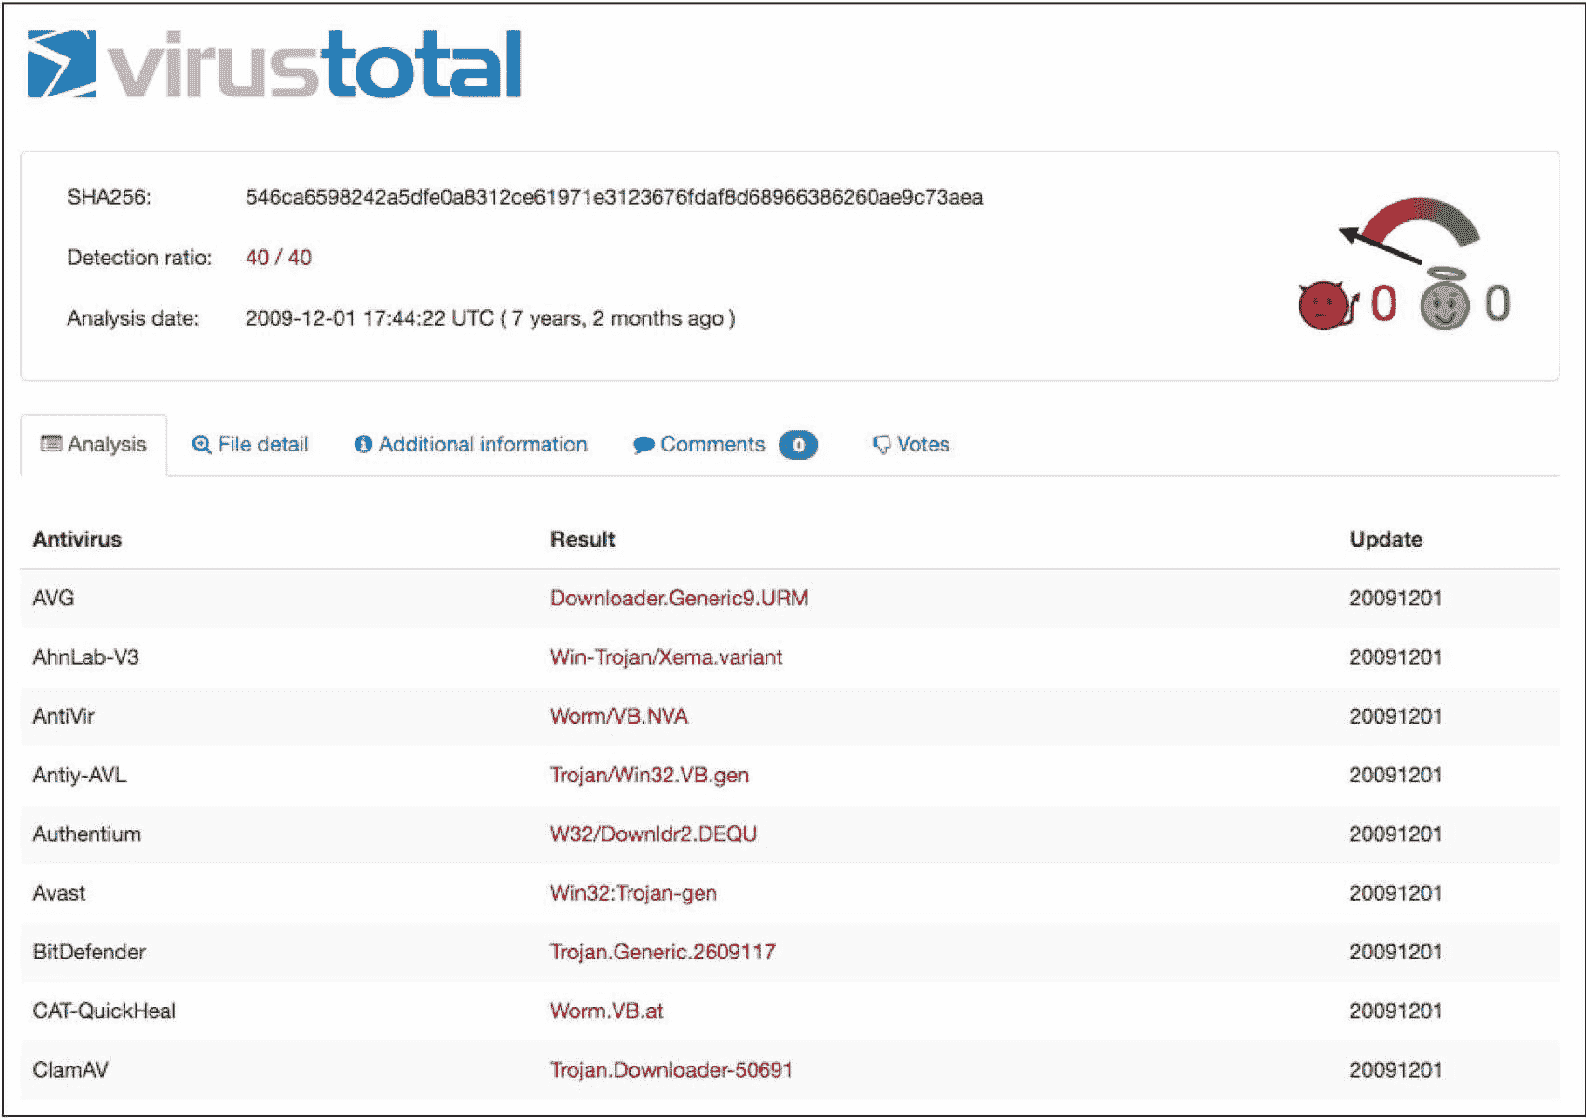 virustotal
SHA256: 546ca6598242a5dfe0a8312ce61971e3123676fdaf8d68966386260ae9c73aea
Detection ratio: 40 / 40
Analysis date: 2009-12-01 17:44:22 UTC ( 7 years, 2 months ago )
0 0
Analysis File detail Additional information Comments 0 Votes
Antivirus Result Update
AVG Downloader.Generic9.URM 20091201
AhnLab-V3 Win-Trojan/Xema.variant 20091201
AntiVir Worm/VB.NVA 20091201
Antiy-AVL Trojan/Win32.VB.gen 20091201
Authentium W32/Downldr2.DEQU 20091201
Avast Win32:Trojan-gen 20091201
BitDefender Trojan.Generic.2609117 20091201
CAT-QuickHeal Worm.VB.at 20091201
ClamAV Trojan.Downloader-50691 20091201